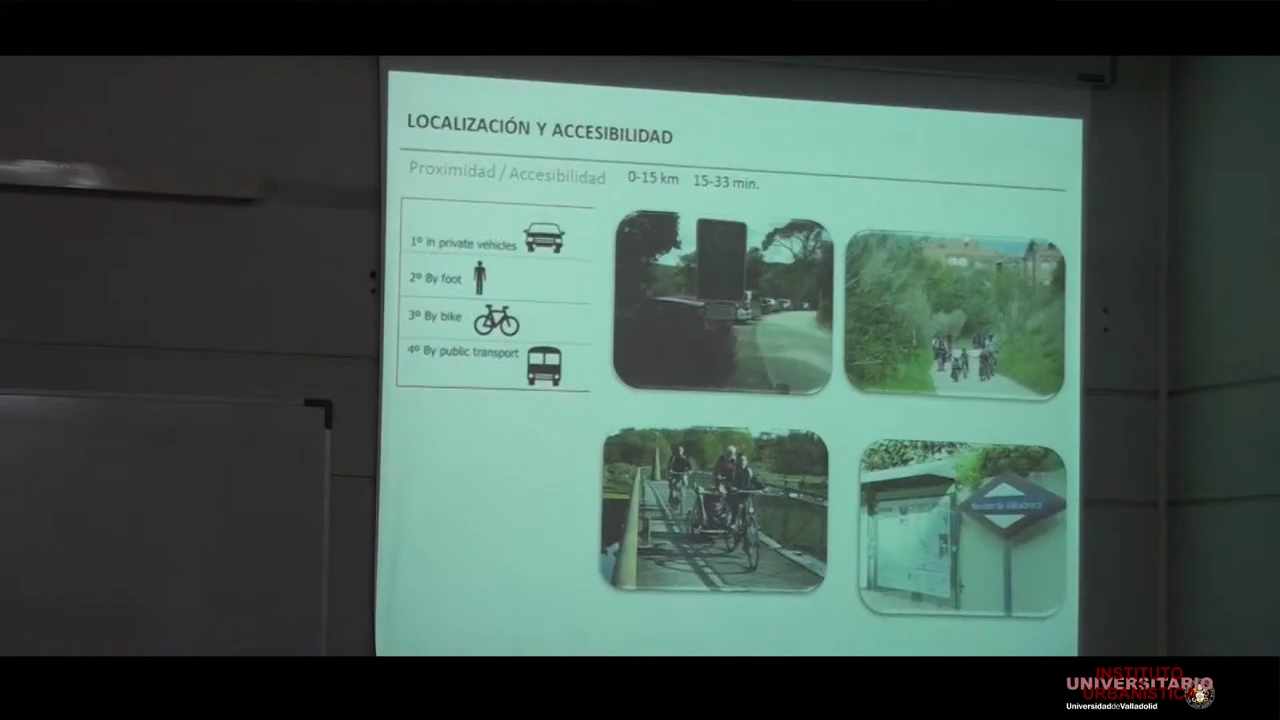 LOCALIZACIÓN Y ACCESIBILIDAD
Proximidad / Accesibilidad 0-15 km 15-33 min.
1º in private vehicles
2º By foot
3º By bike
4º By public transport
INSTITUTO
UNIVERSITARIO
URBANÍSTICA
UniversidaddeValladolid